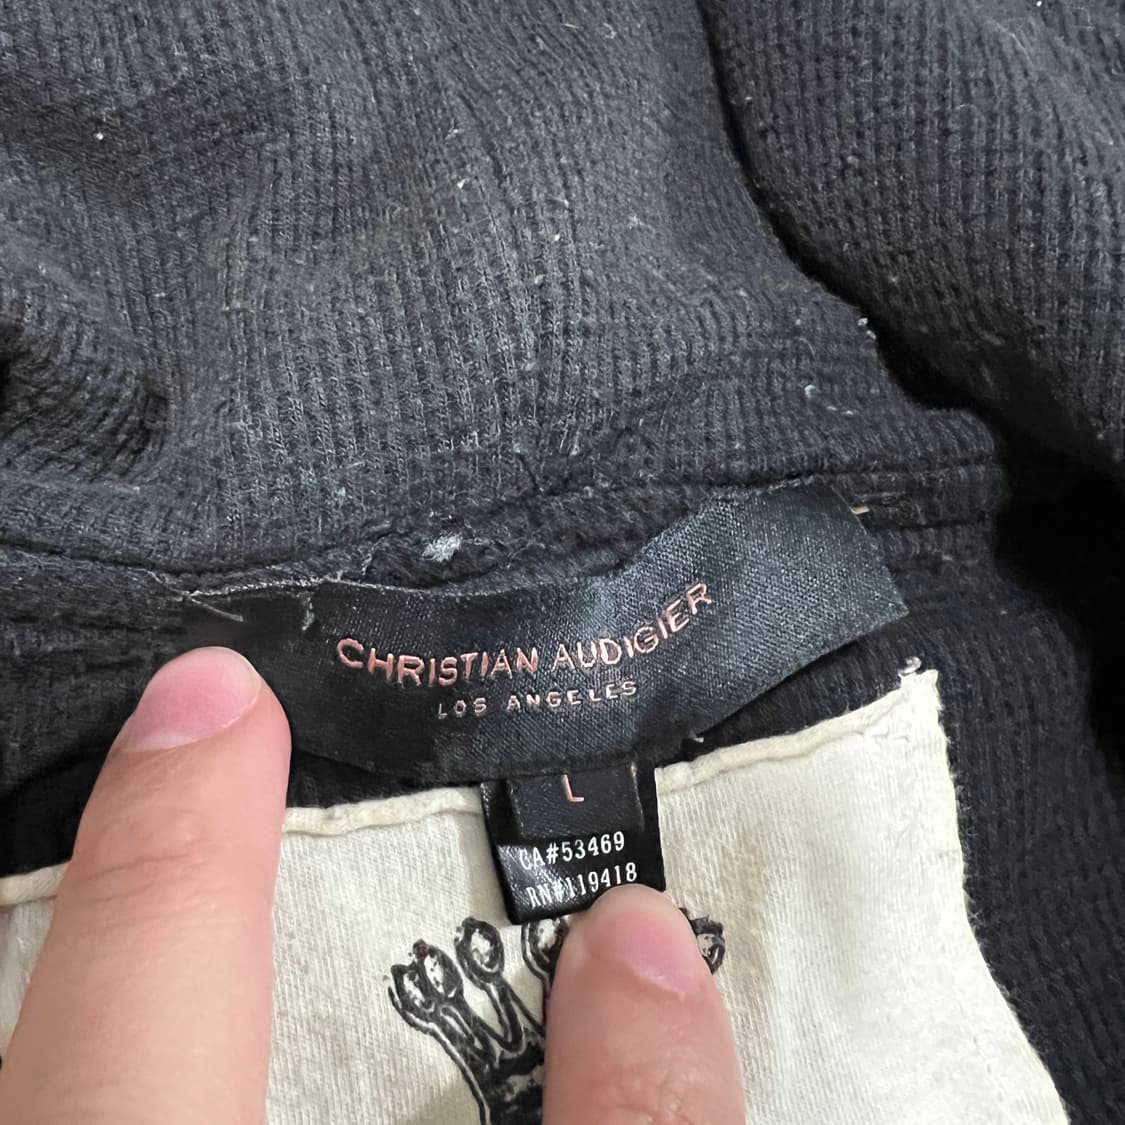 CHRISTIAN AUDIGIER
LOS ANGELES
L
CA#53469
RN#119418